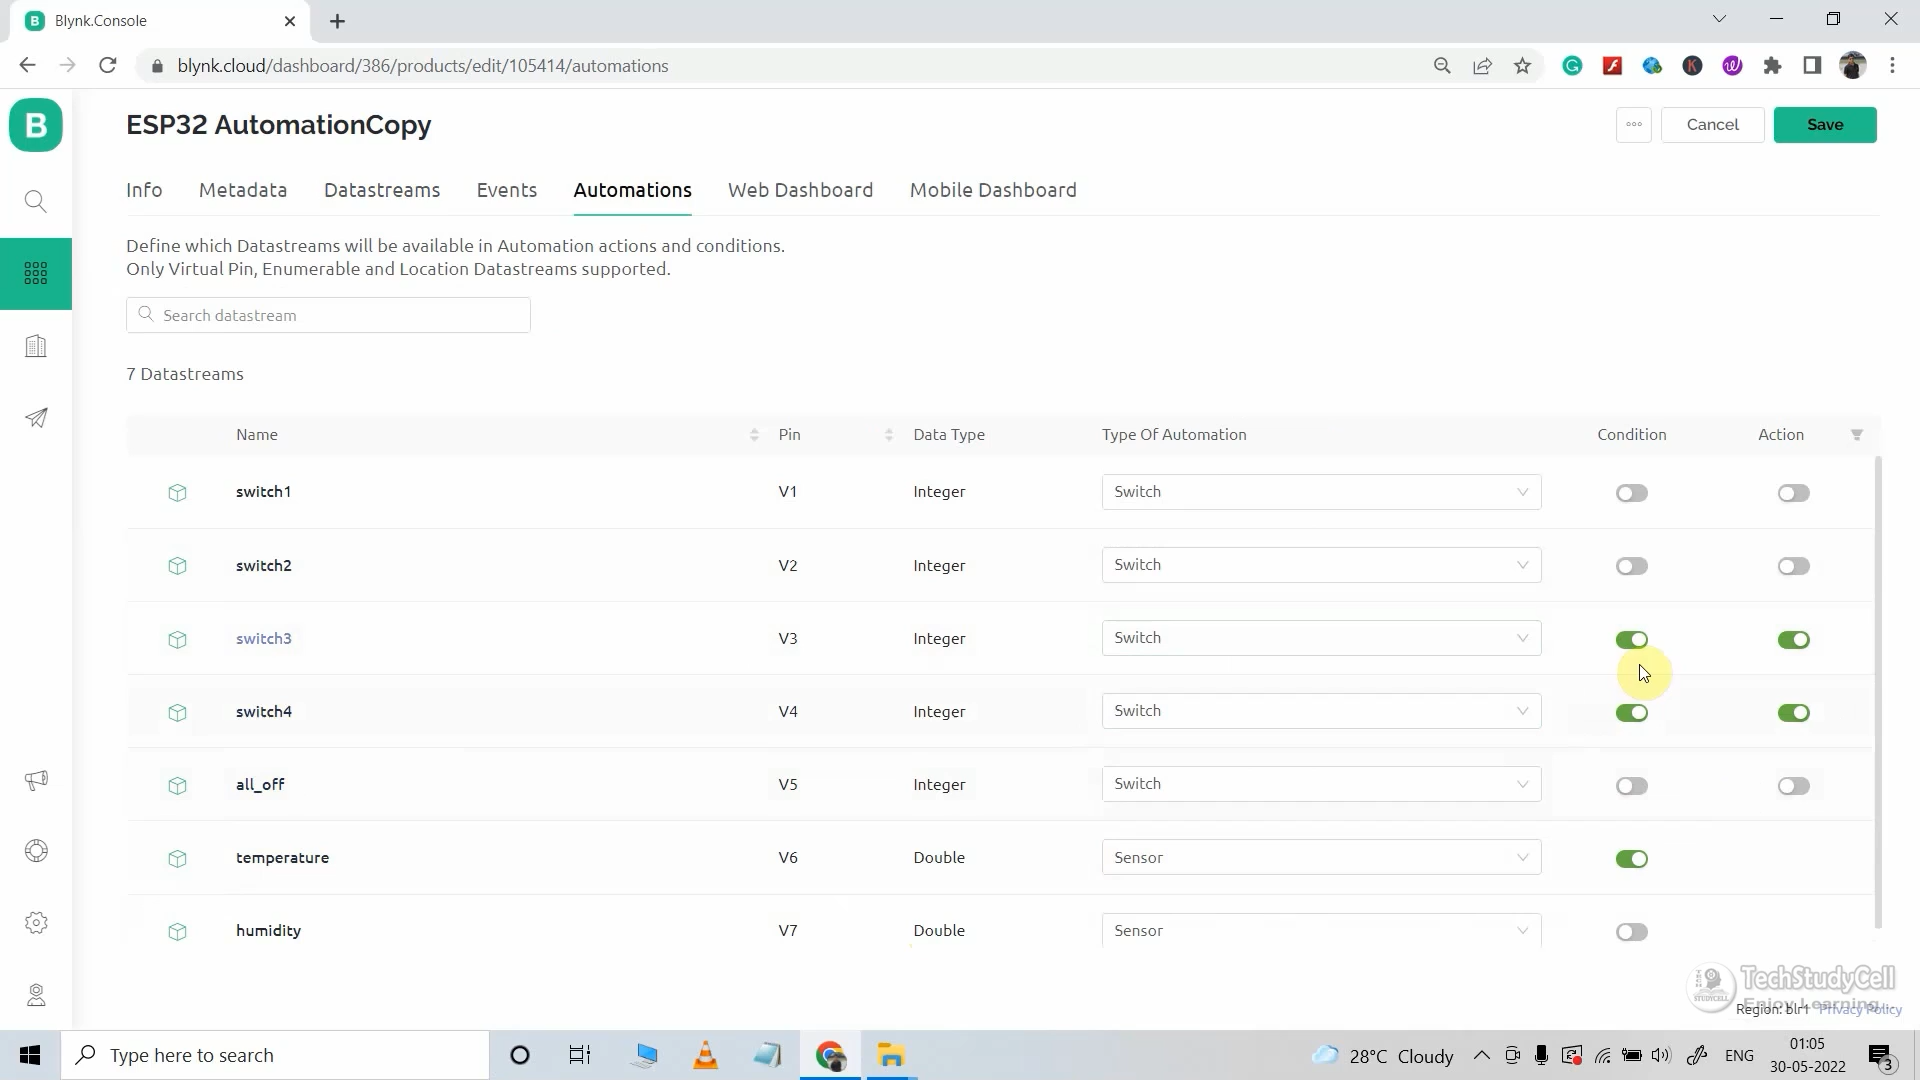 B Blynk.Console
blynk.cloud/dashboard/386/products/edit/105414/automations
B ESP32 AutomationCopy Cancel Save
Info Metadata Datastreams Events Automations Web Dashboard Mobile Dashboard
Define which Datastreams will be available in Automation actions and conditions.
Only Virtual Pin, Enumerable and Location Datastreams supported.
Search datastream
7 Datastreams
Name Pin Data Type Type Of Automation Condition Action
switch1 V1 Integer Switch
switch2 V2 Integer Switch
switch3 V3 Integer Switch
switch4 V4 Integer Switch
all_off V5 Integer Switch
temperature V6 Double Sensor
humidity V7 Double Sensor
TechStudyCell
Enjoy Learning
Region: blr1 Privacy Policy
Type here to search 28°C Cloudy ENG 01:05
30-05-2022 3